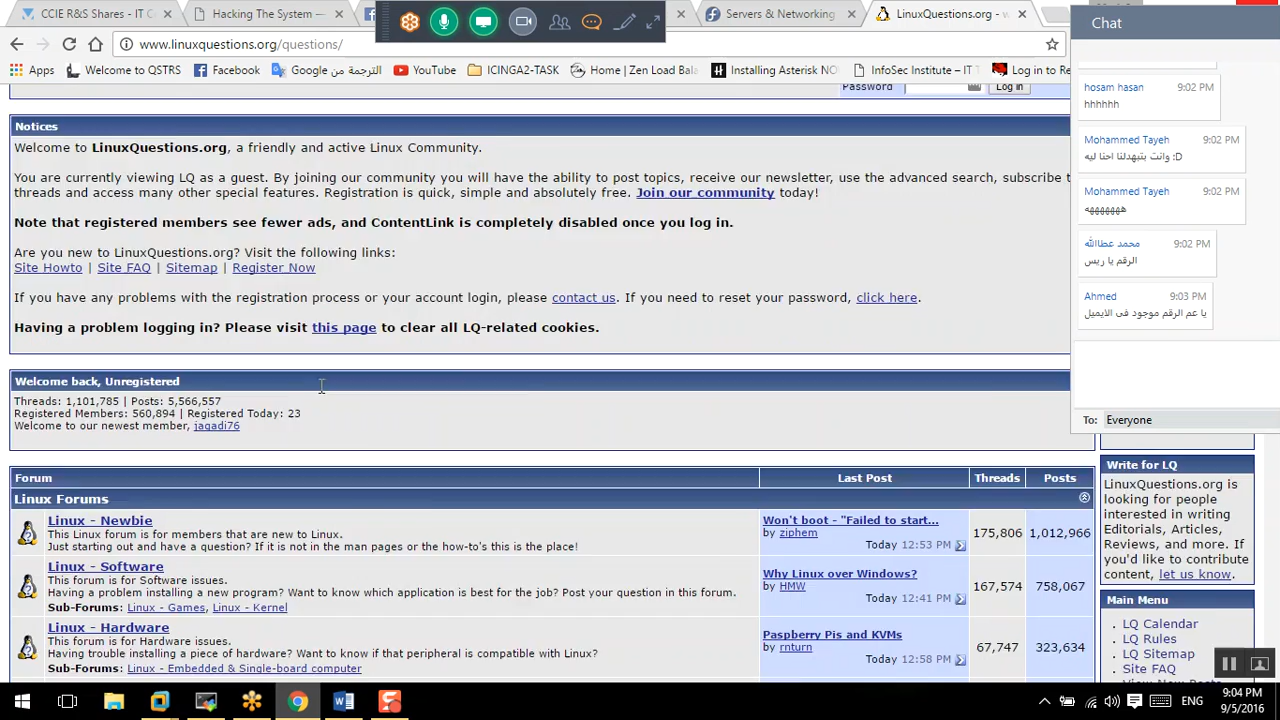 CCIE R&S Shares - IT C
Hacking The System —
Servers & Networking
LinuxQuestions.org -
www.linuxquestions.org/questions/
Apps
Welcome to QSTRS
Facebook
Google الترجمة من
YouTube
ICINGA2-TASK
Home | Zen Load Bala
Installing Asterisk NO
InfoSec Institute – IT T
Log in to Re
Password
Log in
Notices
Welcome to LinuxQuestions.org, a friendly and active Linux Community.
You are currently viewing LQ as a guest. By joining our community you will have the ability to post topics, receive our newsletter, use the advanced search, subscribe t
threads and access many other special features. Registration is quick, simple and absolutely free. Join our community today!
Note that registered members see fewer ads, and ContentLink is completely disabled once you log in.
Are you new to LinuxQuestions.org? Visit the following links:
Site Howto | Site FAQ | Sitemap | Register Now
If you have any problems with the registration process or your account login, please contact us. If you need to reset your password, click here.
Having a problem logging in? Please visit this page to clear all LQ-related cookies.
Welcome back, Unregistered
Threads: 1,101,785 | Posts: 5,566,557
Registered Members: 560,894 | Registered Today: 23
Welcome to our newest member, jagadi76
Forum Last Post Threads Posts
Linux Forums
Linux - Newbie
This Linux forum is for members that are new to Linux.
Just starting out and have a question? If it is not in the man pages or the how-to's this is the place!
Won't boot - "Failed to start...
by ziphem
Today 12:53 PM
175,806 1,012,966
Linux - Software
This forum is for Software issues.
Having a problem installing a new program? Want to know which application is best for the job? Post your question in this forum.
Sub-Forums: Linux - Games, Linux - Kernel
Why Linux over Windows?
by HMW
Today 12:41 PM
167,574 758,067
Linux - Hardware
This forum is for Hardware issues.
Having trouble installing a piece of hardware? Want to know if that peripheral is compatible with Linux?
Sub-Forums: Linux - Embedded & Single-board computer
Paspberry Pis and KVMs
by rnturn
Today 12:58 PM
67,747 323,634
Chat
hosam hasan 9:02 PM
hhhhhh
Mohammed Tayeh 9:02 PM
وانت بتبهدلنا احنا ليه :D
Mohammed Tayeh 9:02 PM
هههههههه
محمد عطاالله 9:02 PM
الرقم يا ريس
Ahmed 9:03 PM
يا عم الرقم موجود فى الايميل
To: Everyone
Write for LQ
LinuxQuestions.org is
looking for people
interested in writing
Editorials, Articles,
Reviews, and more. If
you'd like to contribute
content, let us know.
Main Menu
LQ Calendar
LQ Rules
LQ Sitemap
Site FAQ
ENG
9:04 PM
9/5/2016